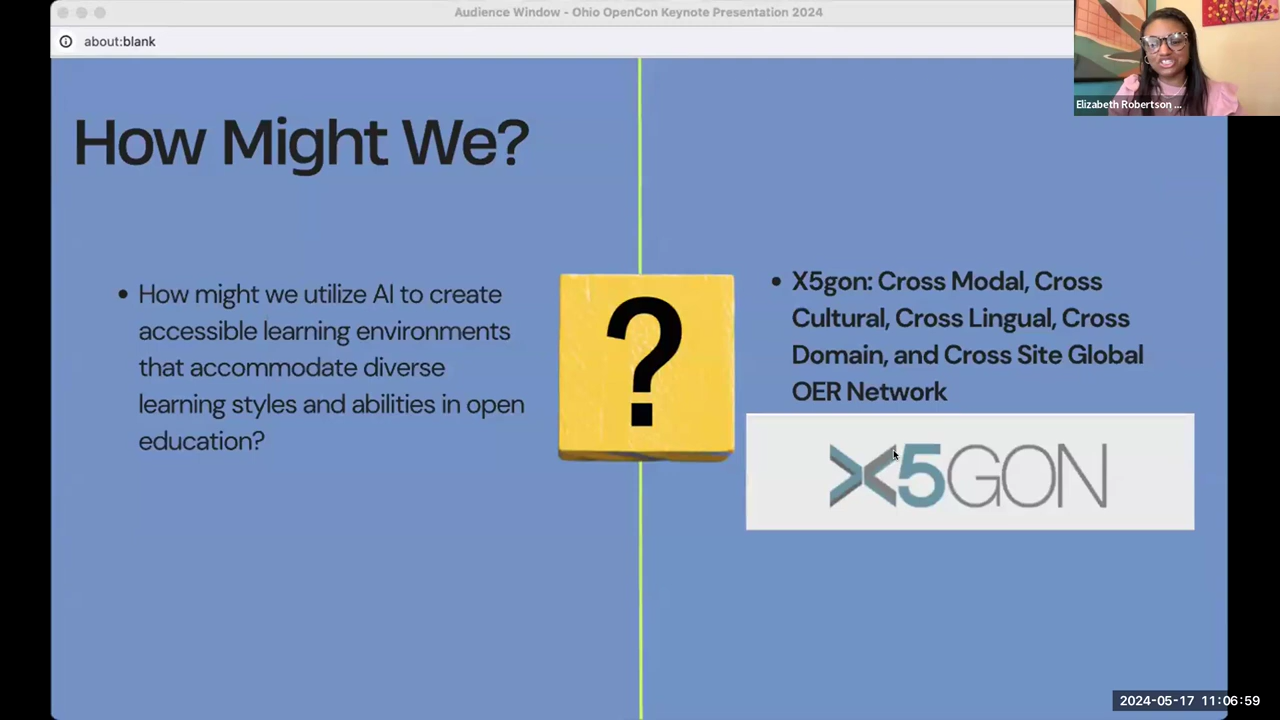 Audience Window - Ohio OpenCon Keynote Presentation 2024
about:blank
Elizabeth Robertson ...
How Might We?
How might we utilize AI to create
accessible learning environments
that accommodate diverse
learning styles and abilities in open
education?
?
X5gon: Cross Modal, Cross
Cultural, Cross Lingual, Cross
Domain, and Cross Site Global
OER Network
X5GON
2024-05-17 11:06:59